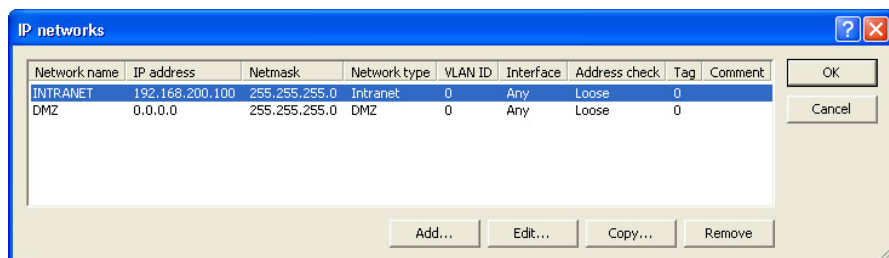 IP networks
Network name IP address Netmask Network type VLAN ID Interface Address check Tag Comment
INTRANET 192.168.200.100 255.255.255.0 Intranet 0 Any Loose 0
DMZ 0.0.0.0 255.255.255.0 DMZ 0 Any Loose 0
OK
Cancel
Add... Edit... Copy... Remove